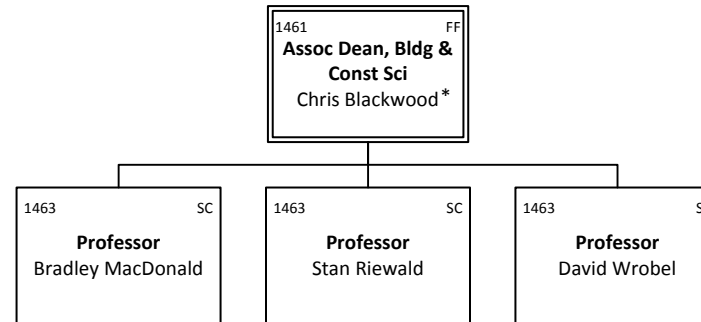 1461 FF
Assoc Dean, Bldg &
Const Sci
Chris Blackwood*
1463 SC
Professor
Bradley MacDonald
1463 SC
Professor
Stan Riewald
1463
Professor
David Wrobel